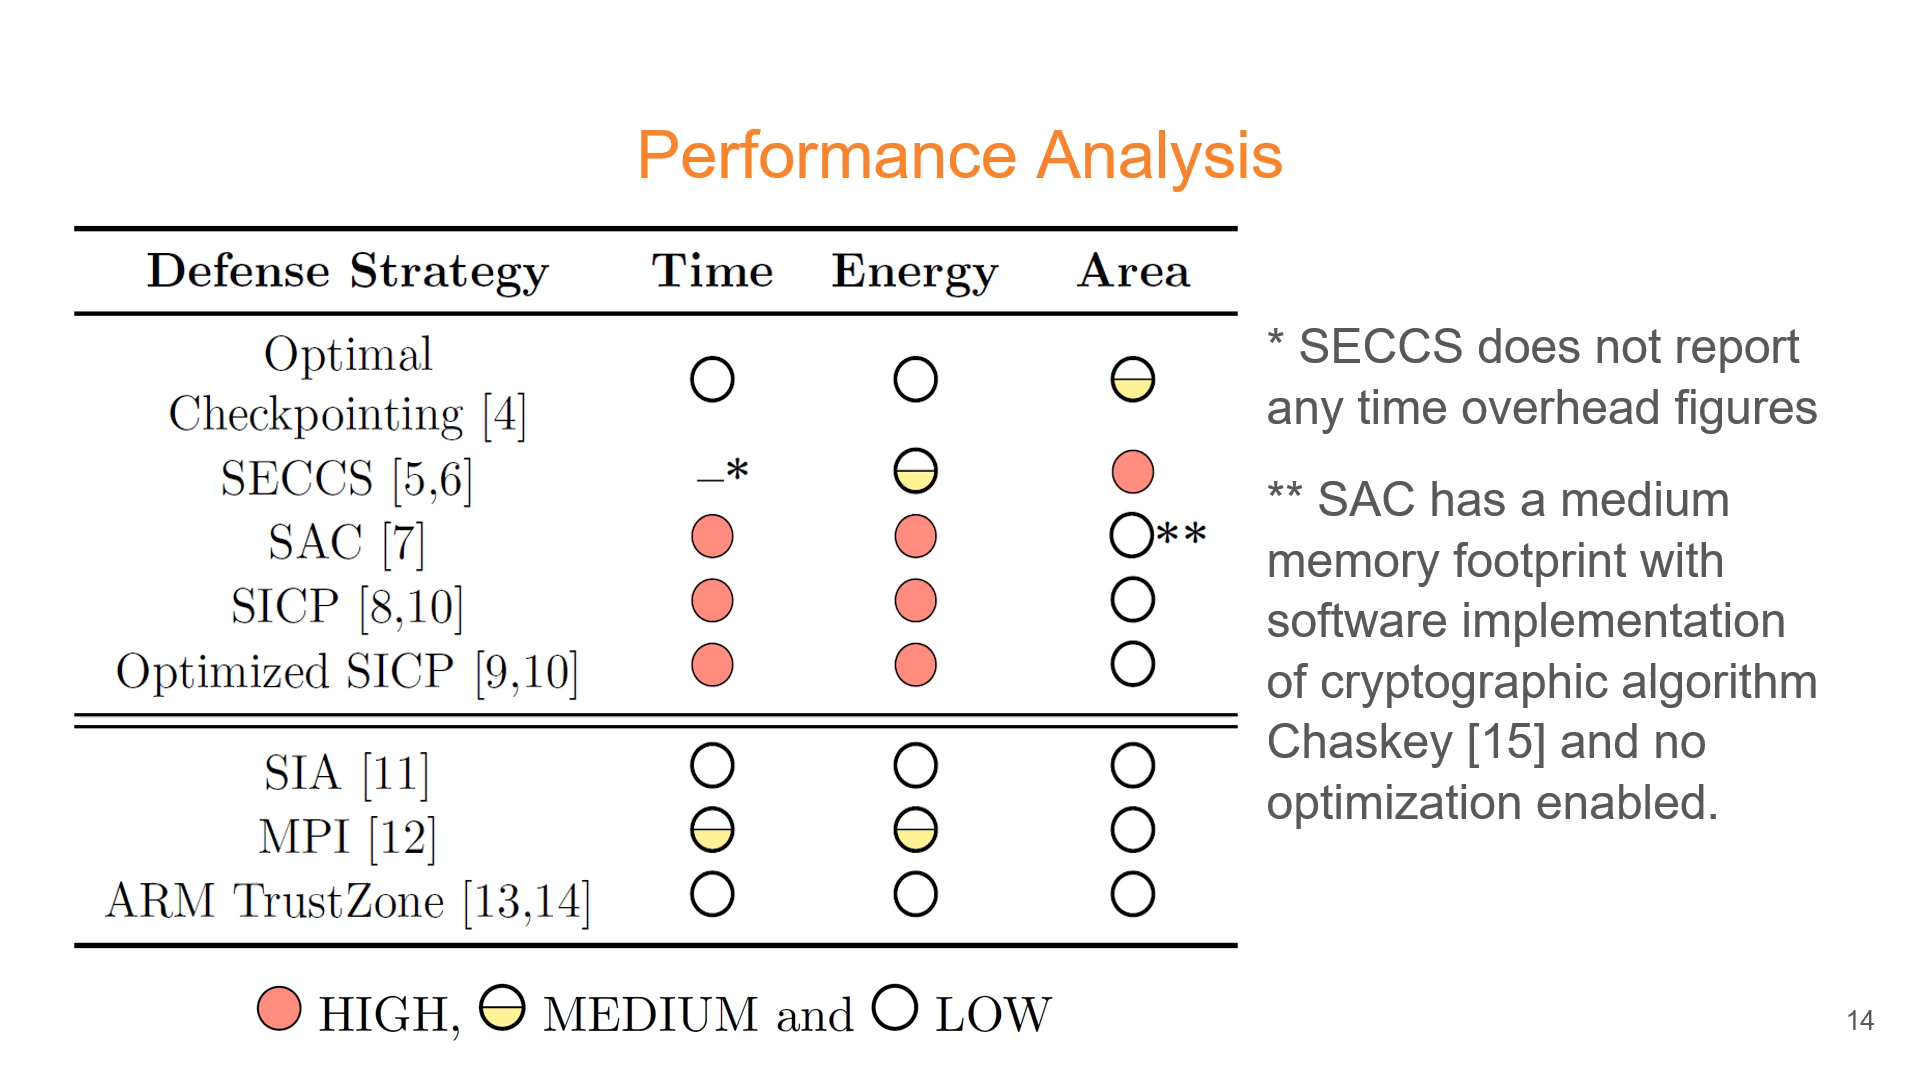 Performance Analysis
Defense Strategy Time Energy Area
Optimal
Checkpointing [4]
SECCS [5,6] –*
SAC [7] **
SICP [8,10]
Optimized SICP [9,10]
SIA [11]
MPI [12]
ARM TrustZone [13,14]
HIGH, MEDIUM and LOW
* SECCS does not report
any time overhead figures
** SAC has a medium
memory footprint with
software implementation
of cryptographic algorithm
Chaskey [15] and no
optimization enabled.
14